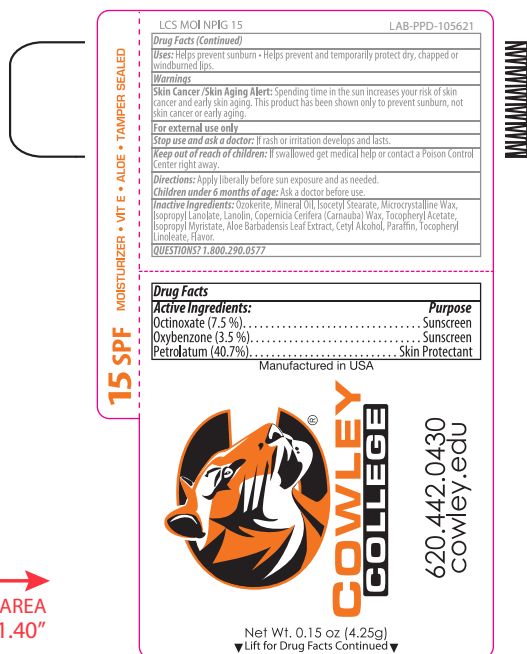 LCS MOI NPIG 15
LAB-PPD-105621
Drug Facts (Continued)
Uses: Helps prevent sunburn • Helps prevent and temporarily protect dry, chapped or
windburned lips.
Warnings
Skin Cancer /Skin Aging Alert: Spending time in the sun increases your risk of skin
cancer and early skin aging. This product has been shown only to prevent sunburn, not
skin cancer or early aging.
For external use only
Stop use and ask a doctor: If rash or irritation develops and lasts.
Keep out of reach of children: If swallowed get medical help or contact a Poison Control
Center right away.
Directions: Apply liberally before sun exposure and as needed.
Children under 6 months of age: Ask a doctor before use.
Inactive Ingredients: Ozokerite, Mineral Oil, Isocetyl Stearate, Microcrystalline Wax,
Isopropyl Lanolate, Lanolin, Copernicia Cerifera (Carnauba) Wax, Tocopheryl Acetate,
Isopropyl Myristate, Aloe Barbadensis Leaf Extract, Cetyl Alcohol, Paraffin, Tocopheryl
Linoleate, Flavor.
QUESTIONS? 1.800.290.0577
15 SPF MOISTURIZER • VIT E • ALOE • TAMPER SEALED
Drug Facts
Active Ingredients: Purpose
Octinoxate (7.5 %)................................Sunscreen
Oxybenzone (3.5 %)...............................Sunscreen
Petrolatum (40.7%)...........................Skin Protectant
Manufactured in USA
®
COWLEY
COLLEGE
620.442.0430
cowley.edu
Net Wt. 0.15 oz (4.25g)
▼Lift for Drug Facts Continued▼
AREA
1.40”